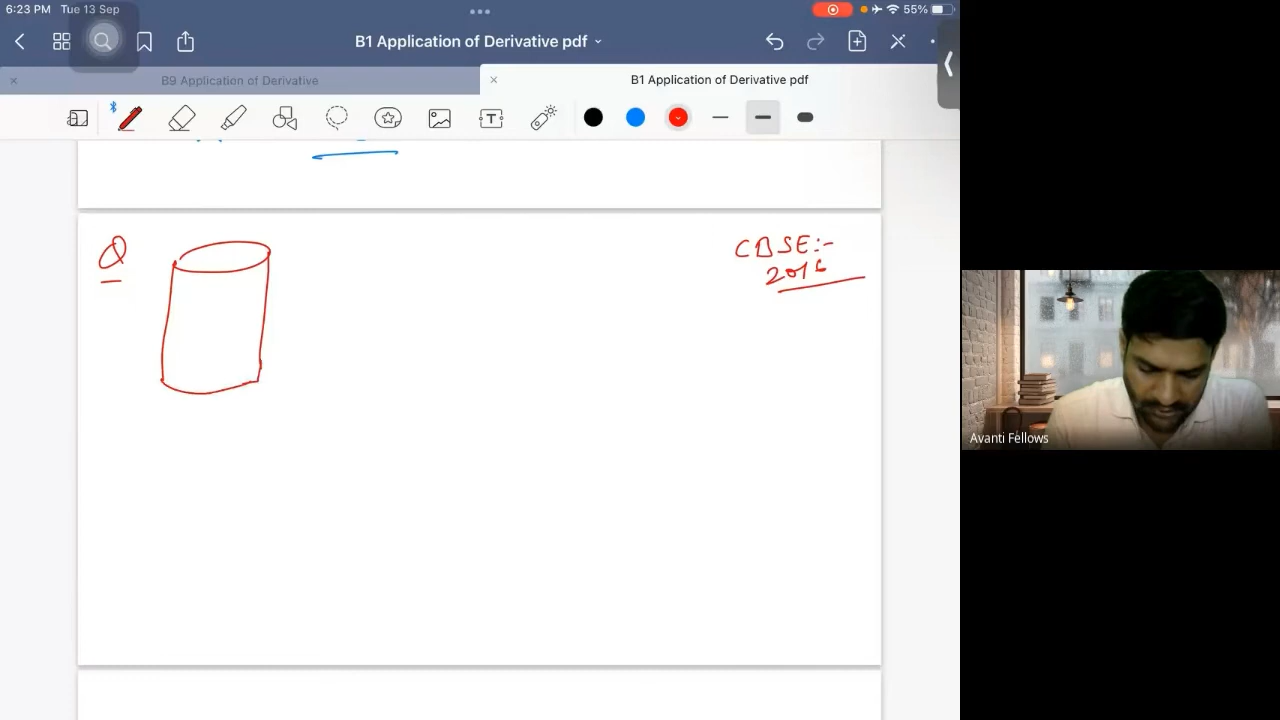 6:23 PM Tue 13 Sep
55%
B1 Application of Derivative pdf
B9 Application of Derivative
B1 Application of Derivative pdf
T
Q
CBSE:-
2016
Avanti Fellows